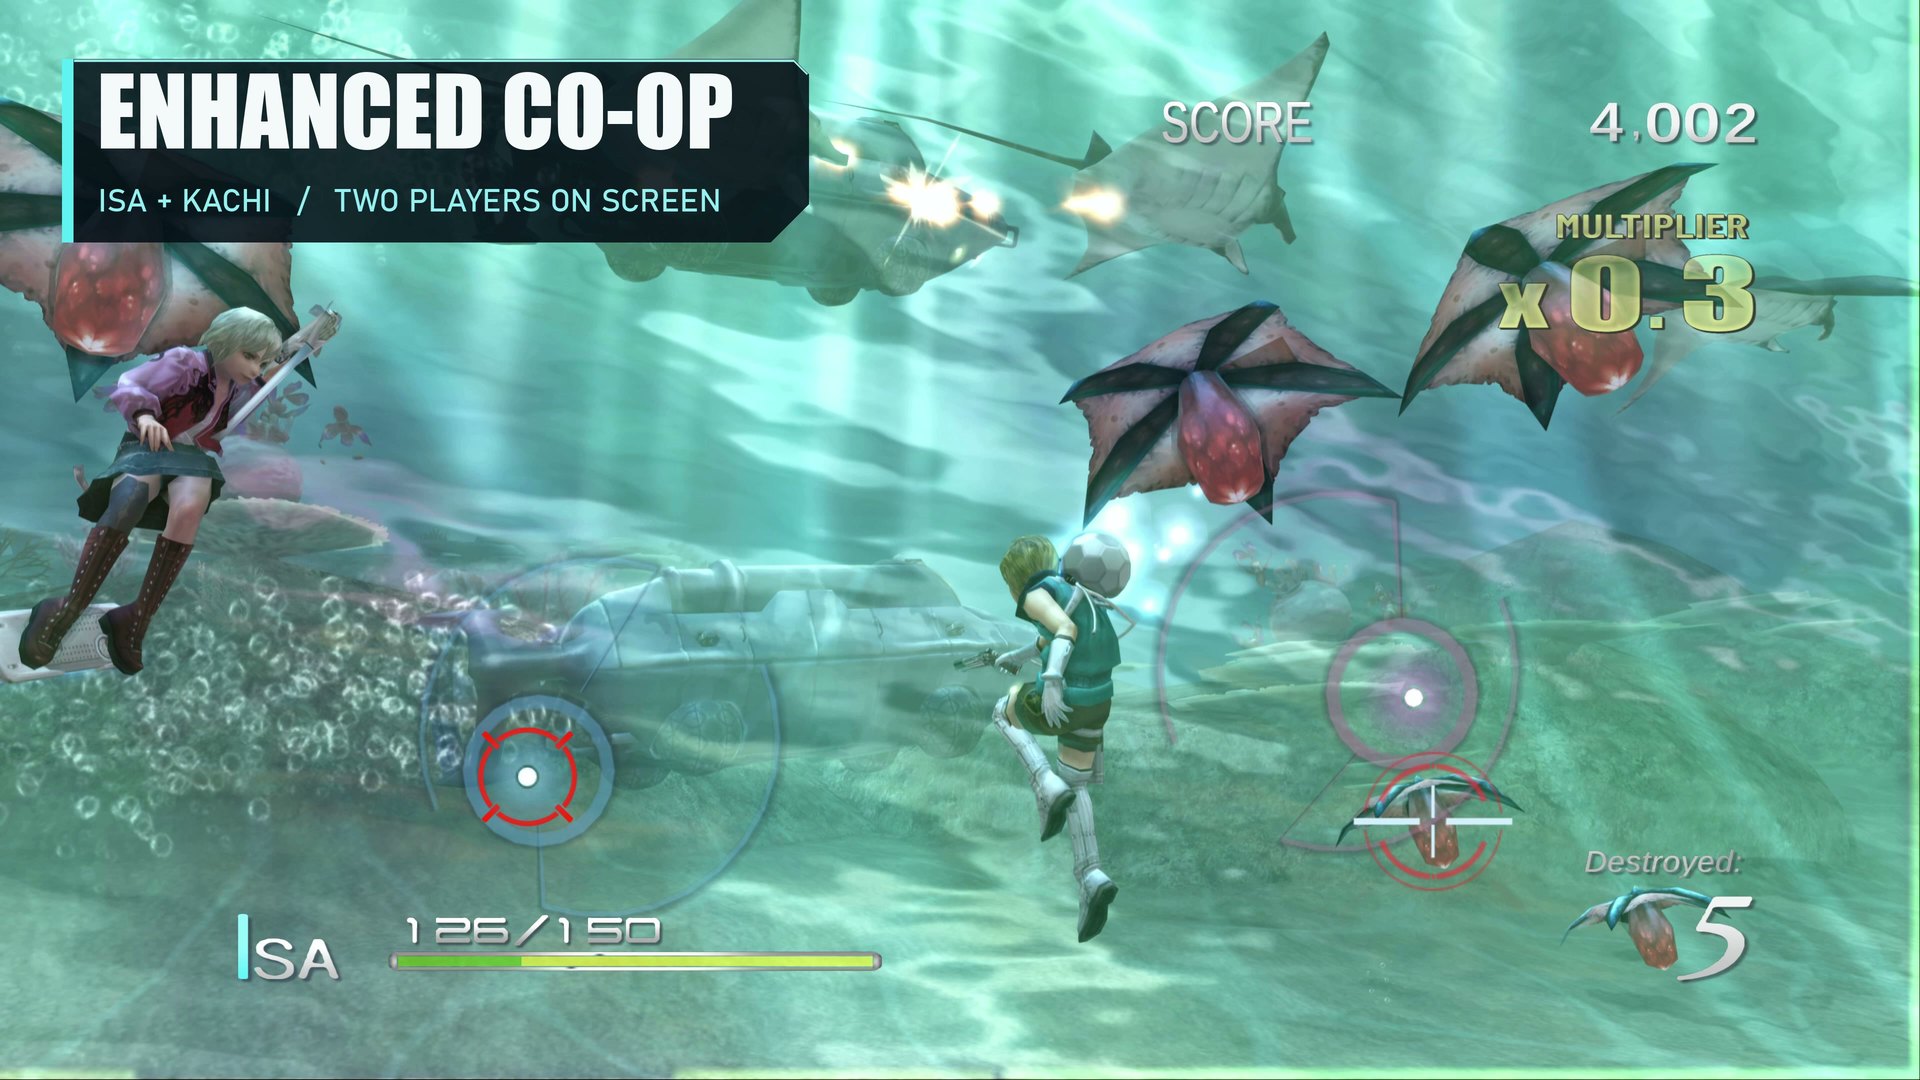 ENHANCED CO-OP
ISA + KACHI / TWO PLAYERS ON SCREEN
SCORE 4,002
MULTIPLIER
x0.3
Destroyed:
5
ISA 126/150